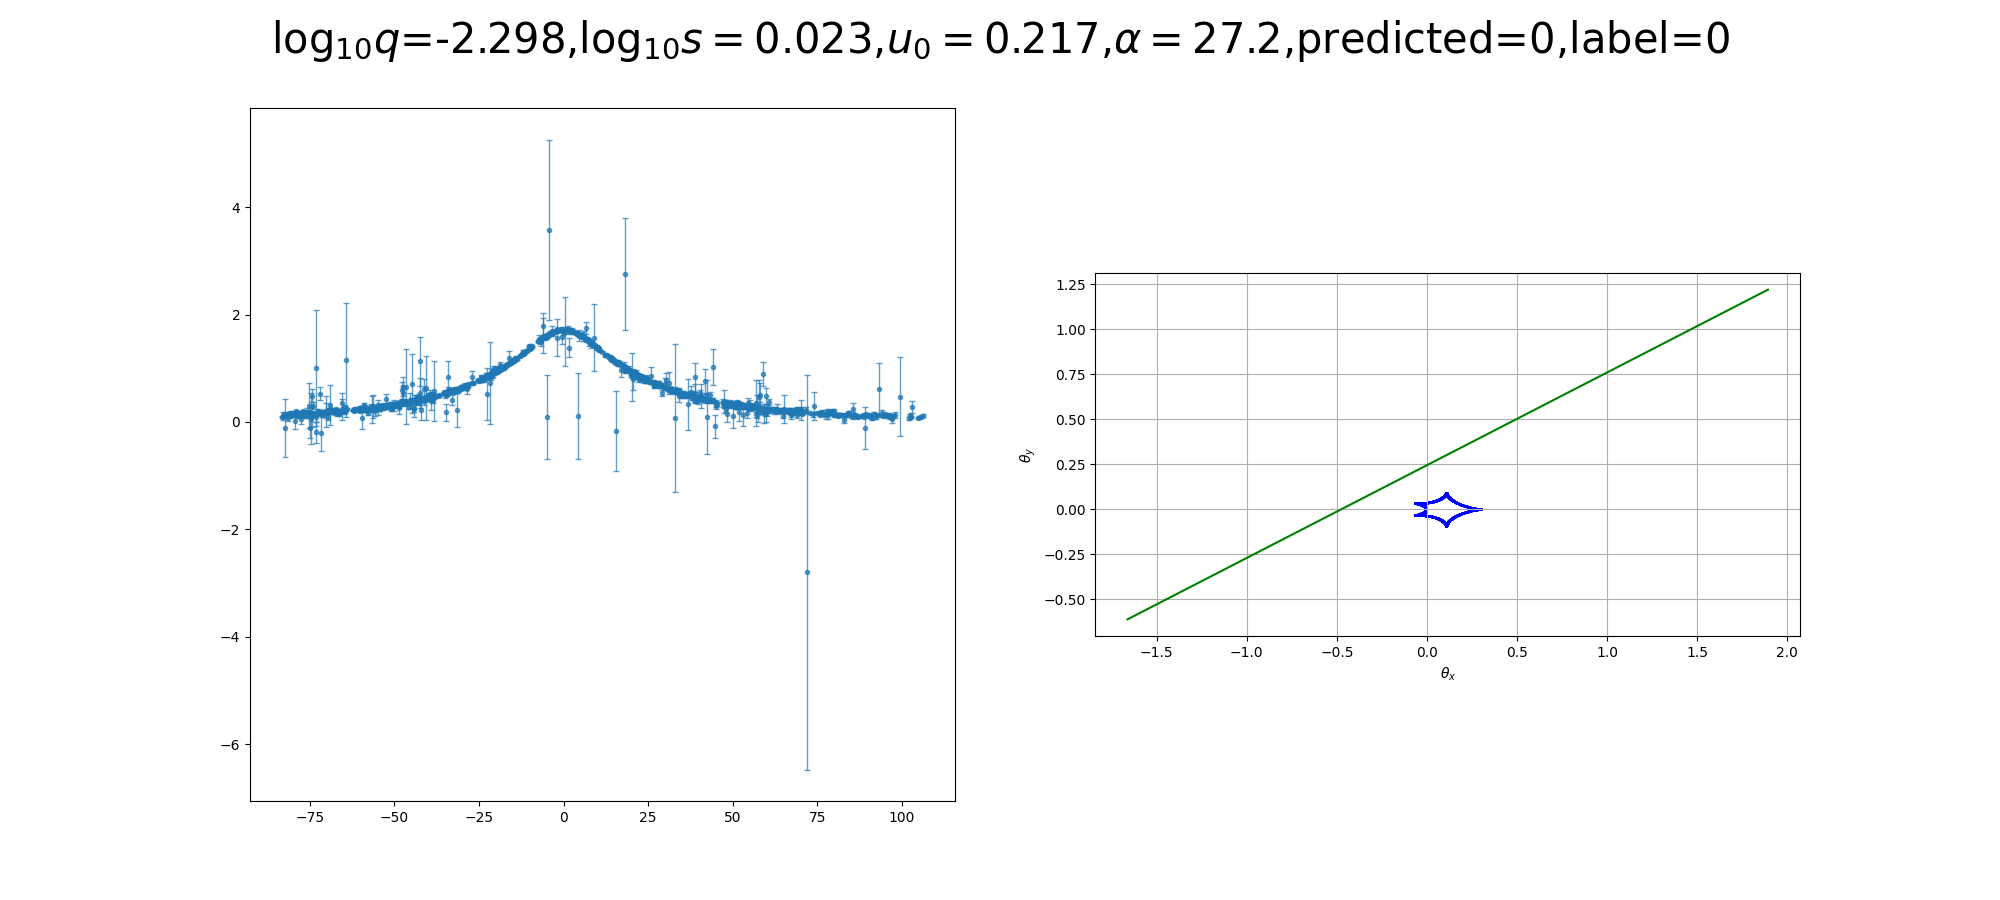 log₁₀q=-2.298,log₁₀s = 0.023,u₀ = 0.217,α = 27.2,predicted=0,label=0
4
2
0
−2
−4
−6
−75 −50 −25 0 25 50 75 100
1.25
1.00
0.75
0.50
0.25
0.00
−0.25
−0.50
θy
−1.5 −1.0 −0.5 0.0 0.5 1.0 1.5 2.0
θx